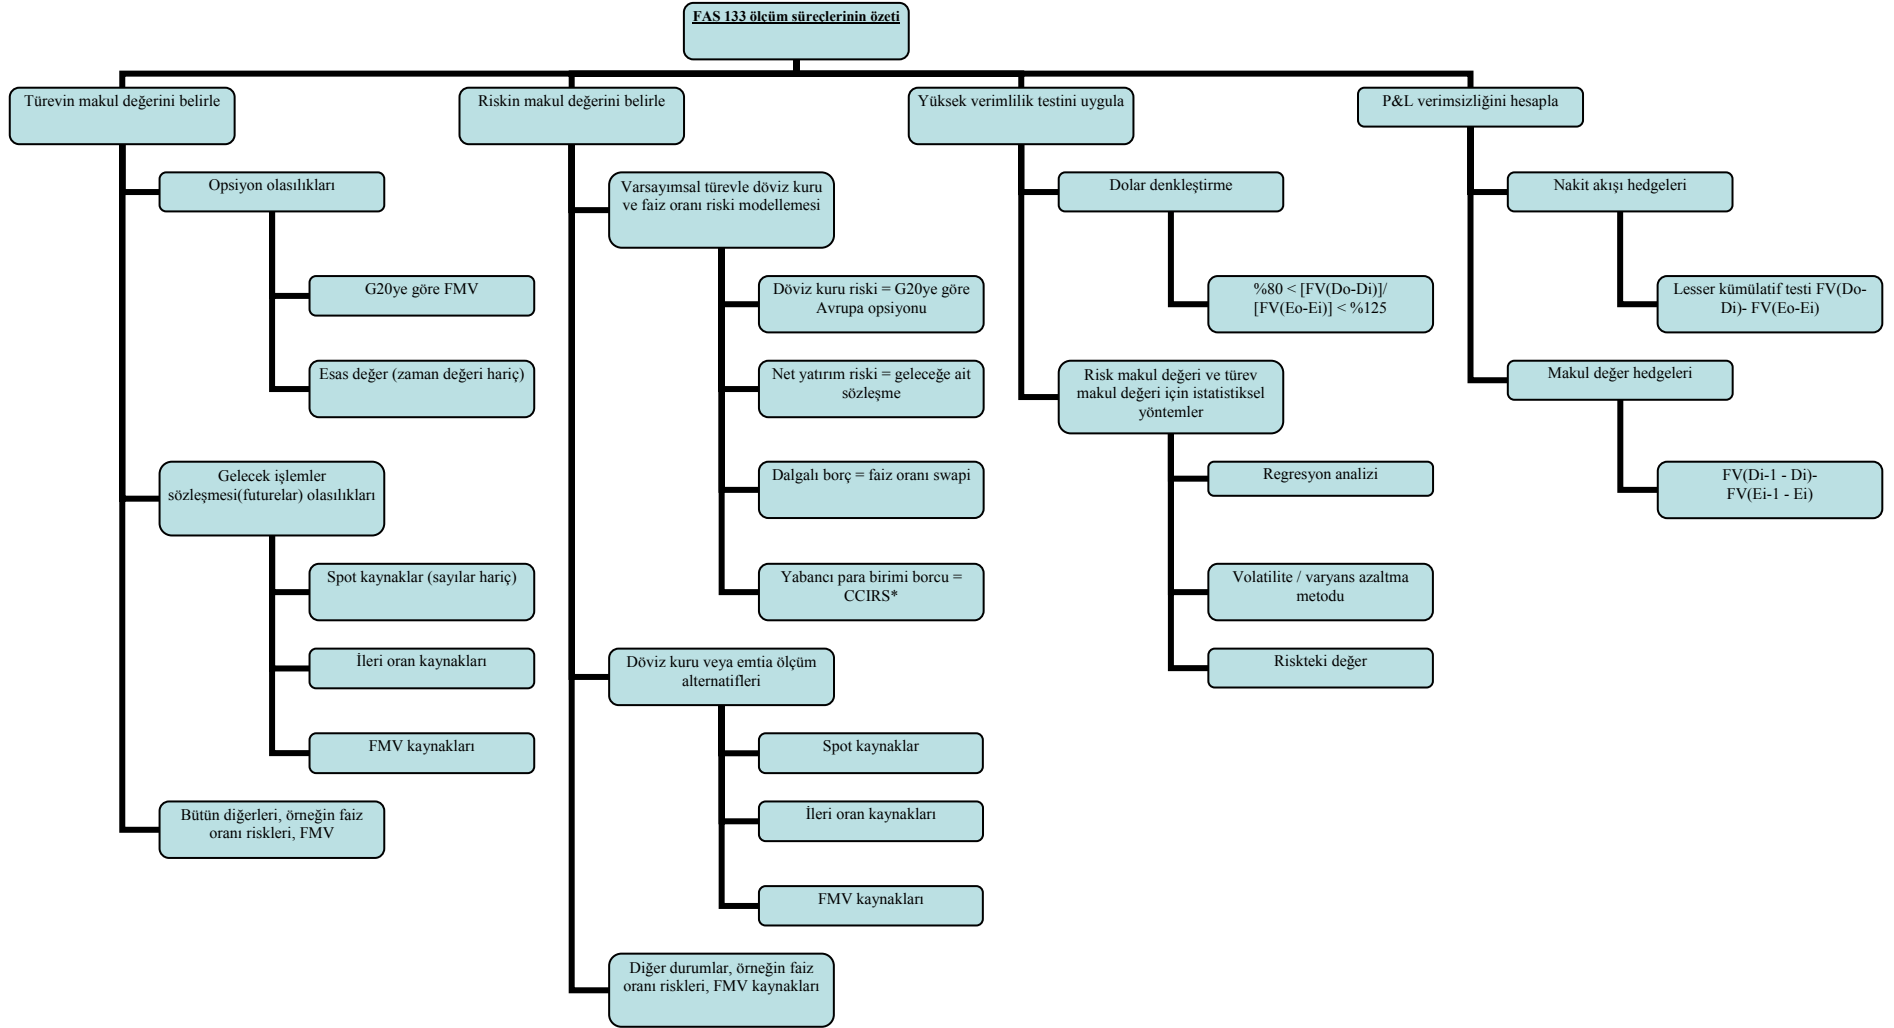 FAS 133 ölçüm süreçlerinin özeti
Türevin makul değerini belirle
Opsiyon olasılıkları
G20ye göre FMV
Esas değer (zaman değeri hariç)
Gelecek işlemler
sözleşmesi(futurelar) olasılıkları
Spot kaynaklar (sayılar hariç)
İleri oran kaynakları
FMV kaynakları
Bütün diğerleri, örneğin faiz
oranı riskleri, FMV
Riskin makul değerini belirle
Varsayımsal türevle döviz kuru
ve faiz oranı riski modellemesi
Döviz kuru riski = G20ye göre
Avrupa opsiyonu
Net yatırım riski = geleceğe ait
sözleşme
Dalgalı borç = faiz oranı swapi
Yabancı para birimi borcu =
CCIRS*
Döviz kuru veya emtia ölçüm
alternatifleri
Spot kaynaklar
İleri oran kaynakları
FMV kaynakları
Diğer durumlar, örneğin faiz
oranı riskleri, FMV kaynakları
Yüksek verimlilik testini uygula
Dolar denkleştirme
%80 < [FV(Do-Di)]/
[FV(Eo-Ei)] < %125
Risk makul değeri ve türev
makul değeri için istatistiksel
yöntemler
Regresyon analizi
Volatilite / varyans azaltma
metodu
Riskteki değer
P&L verimsizliğini hesapla
Nakit akışı hedgeleri
Lesser kümülatif testi FV(Do-
Di)- FV(Eo-Ei)
Makul değer hedgeleri
FV(Di-1 - Di)-
FV(Ei-1 - Ei)